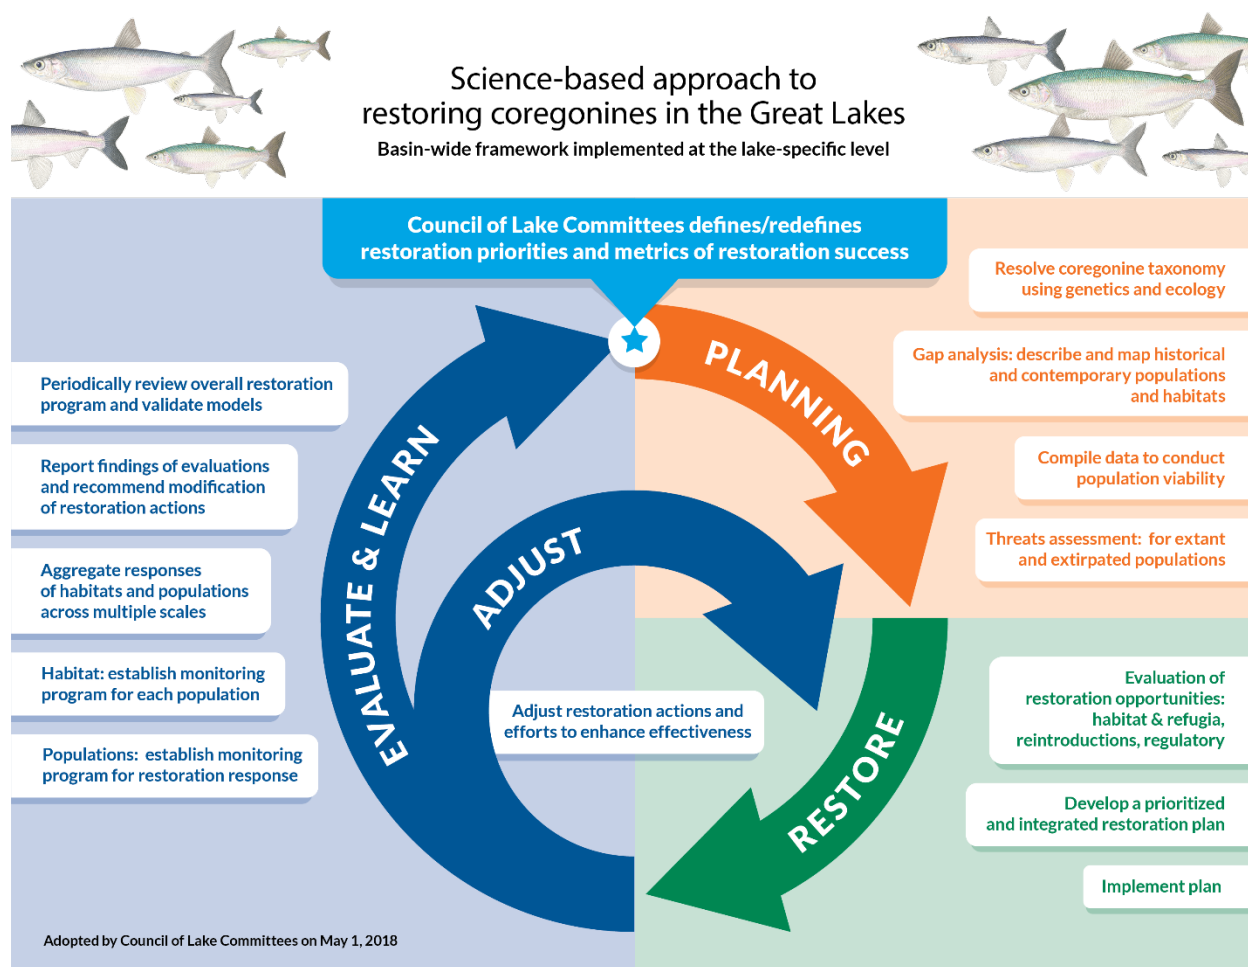 Science-based approach to
restoring coregonines in the Great Lakes
Basin-wide framework implemented at the lake-specific level
Council of Lake Committees defines/redefines
restoration priorities and metrics of restoration success
PLANNING
Resolve coregonine taxonomy
using genetics and ecology
Gap analysis: describe and map historical
and contemporary populations
and habitats
Compile data to conduct
population viability
Threats assessment: for extant
and extirpated populations
RESTORE
Evaluation of
restoration opportunities:
habitat & refugia,
reintroductions, regulatory
Develop a prioritized
and integrated restoration plan
Implement plan
EVALUATE & LEARN
Periodically review overall restoration
program and validate models
Report findings of evaluations
and recommend modification
of restoration actions
Aggregate responses
of habitats and populations
across multiple scales
Habitat: establish monitoring
program for each population
Populations: establish monitoring
program for restoration response
ADJUST
Adjust restoration actions and
efforts to enhance effectiveness
Adopted by Council of Lake Committees on May 1, 2018